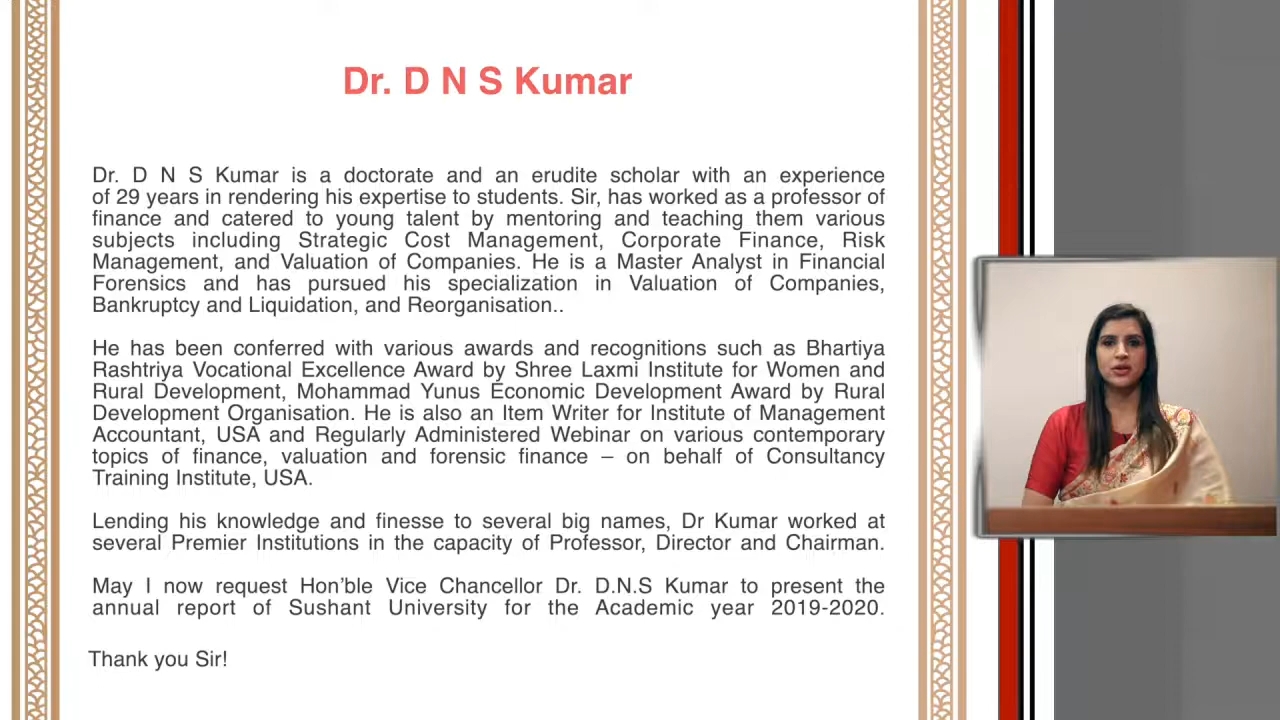 Dr. D N S Kumar
Dr. D N S Kumar is a doctorate and an erudite scholar with an experience
of 29 years in rendering his expertise to students. Sir, has worked as a professor of
finance and catered to young talent by mentoring and teaching them various
subjects including Strategic Cost Management, Corporate Finance, Risk
Management, and Valuation of Companies. He is a Master Analyst in Financial
Forensics and has pursued his specialization in Valuation of Companies,
Bankruptcy and Liquidation, and Reorganisation..
He has been conferred with various awards and recognitions such as Bhartiya
Rashtriya Vocational Excellence Award by Shree Laxmi Institute for Women and
Rural Development, Mohammad Yunus Economic Development Award by Rural
Development Organisation. He is also an Item Writer for Institute of Management
Accountant, USA and Regularly Administered Webinar on various contemporary
topics of finance, valuation and forensic finance – on behalf of Consultancy
Training Institute, USA.
Lending his knowledge and finesse to several big names, Dr Kumar worked at
several Premier Institutions in the capacity of Professor, Director and Chairman.
May I now request Hon’ble Vice Chancellor Dr. D.N.S Kumar to present the
annual report of Sushant University for the Academic year 2019-2020.
Thank you Sir!